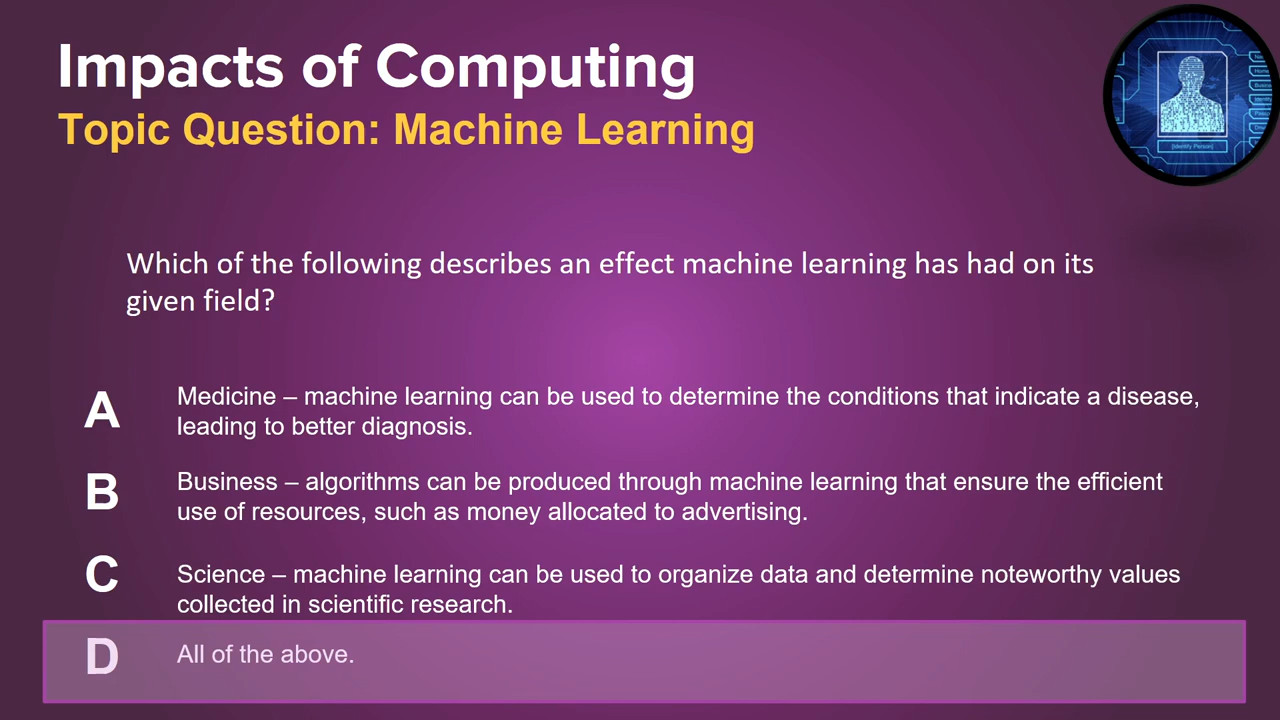 Impacts of Computing
Topic Question: Machine Learning
[Identify Person]
Which of the following describes an effect machine learning has had on its
given field?
A
Medicine – machine learning can be used to determine the conditions that indicate a disease,
leading to better diagnosis.
B
Business – algorithms can be produced through machine learning that ensure the efficient
use of resources, such as money allocated to advertising.
C
Science – machine learning can be used to organize data and determine noteworthy values
collected in scientific research.
D
All of the above.